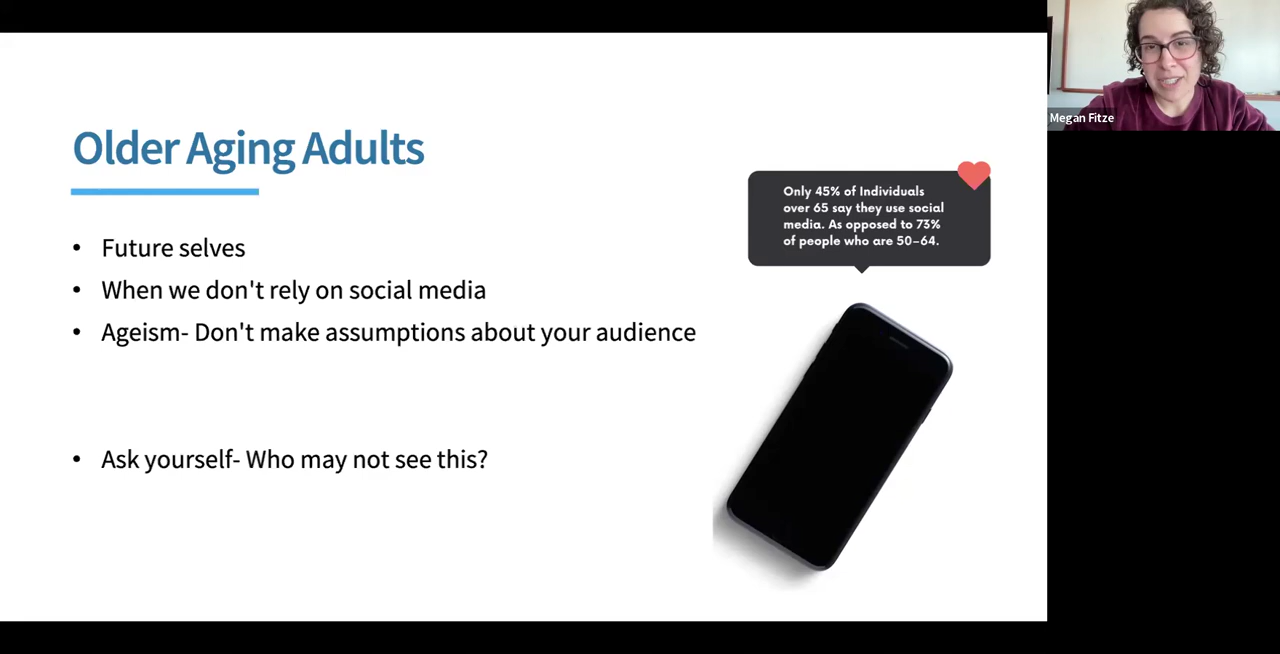 Older Aging Adults
• Future selves
• When we don't rely on social media
• Ageism- Don't make assumptions about your audience
• Ask yourself- Who may not see this?
Only 45% of Individuals
over 65 say they use social
media. As opposed to 73%
of people who are 50–64.
Megan Fitze